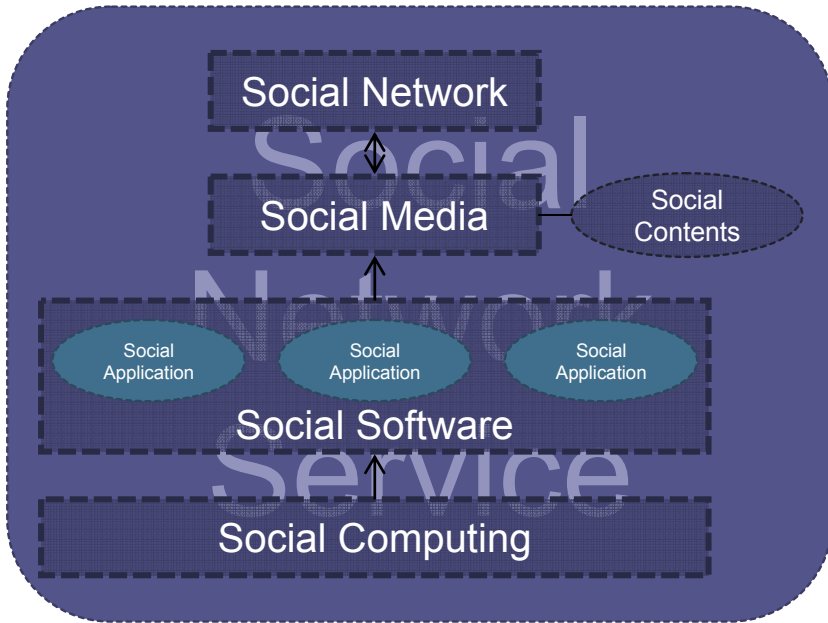 Social Network
Social
Social Media
Social
Contents
Network
Social
Application
Social
Application
Social
Application
Social Software
Service
Social Computing